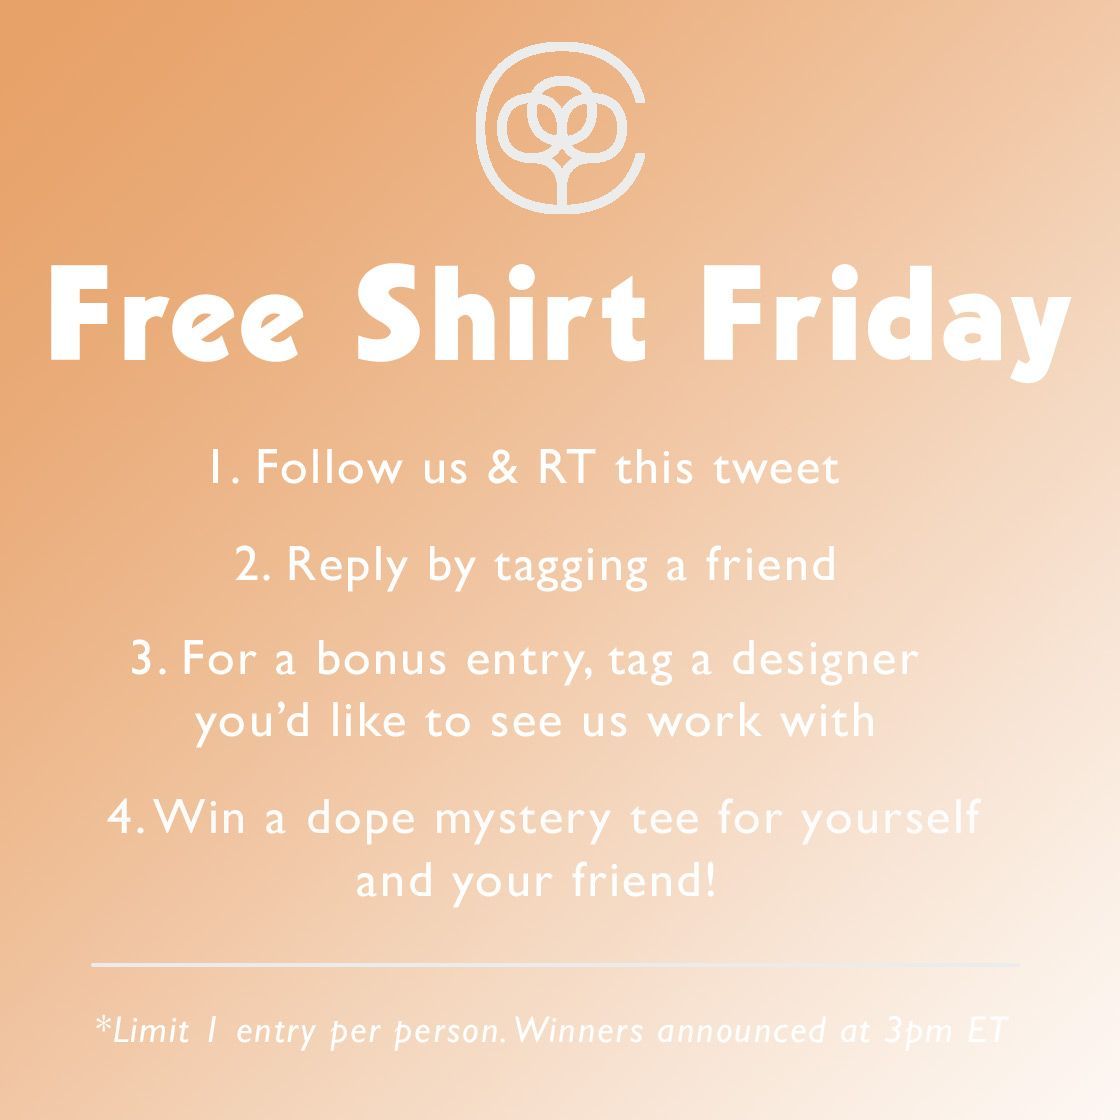 Free Shirt Friday
1. Follow us & RT this tweet
2. Reply by tagging a friend
3. For a bonus entry, tag a designer
you’d like to see us work with
4. Win a dope mystery tee for yourself
and your friend!
*Limit 1 entry per person. Winners announced at 3pm ET